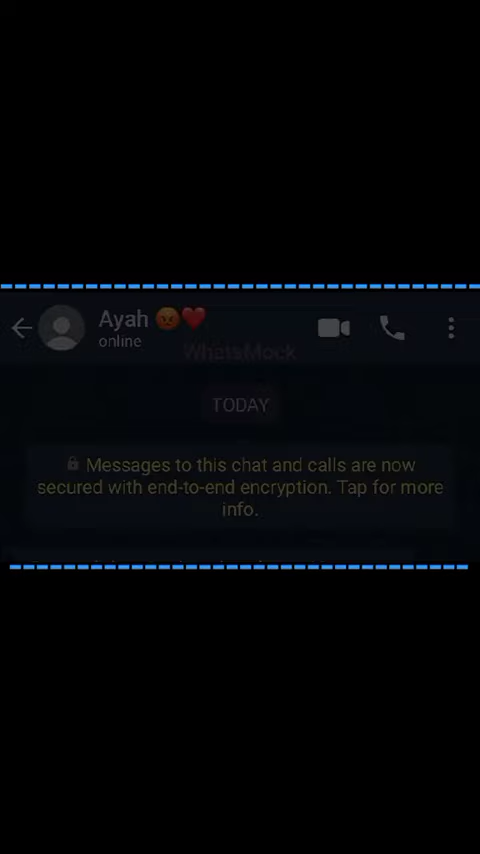 Ayah 😡❤️
online
WhatsMock
TODAY
Messages to this chat and calls are now
secured with end-to-end encryption. Tap for more
info.